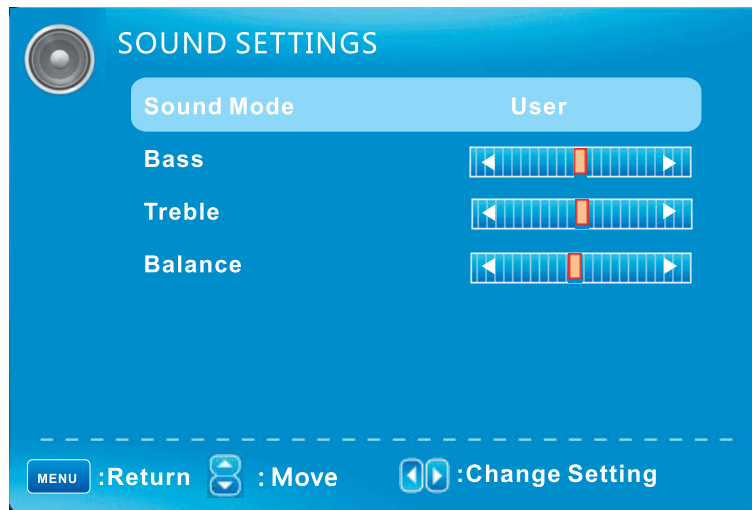 SOUND SETTINGS
Sound Mode User
Bass
Treble
Balance
MENU :Return : Move :Change Setting